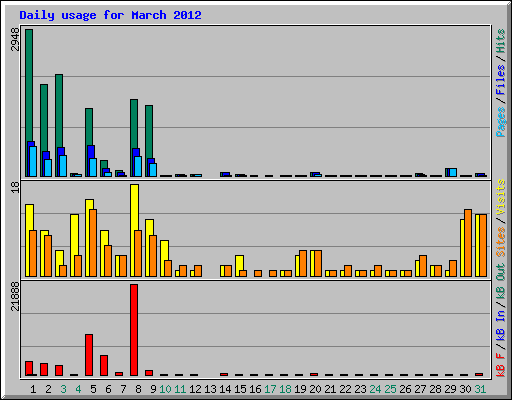 Daily usage for March 2012
2948
Pages / Files / Hits
18
Sites / Visits
21888
kB F / kB In / kB Out
1 2 3 4 5 6 7 8 9 10 11 12 13 14 15 16 17 18 19 20 21 22 23 24 25 26 27 28 29 30 31